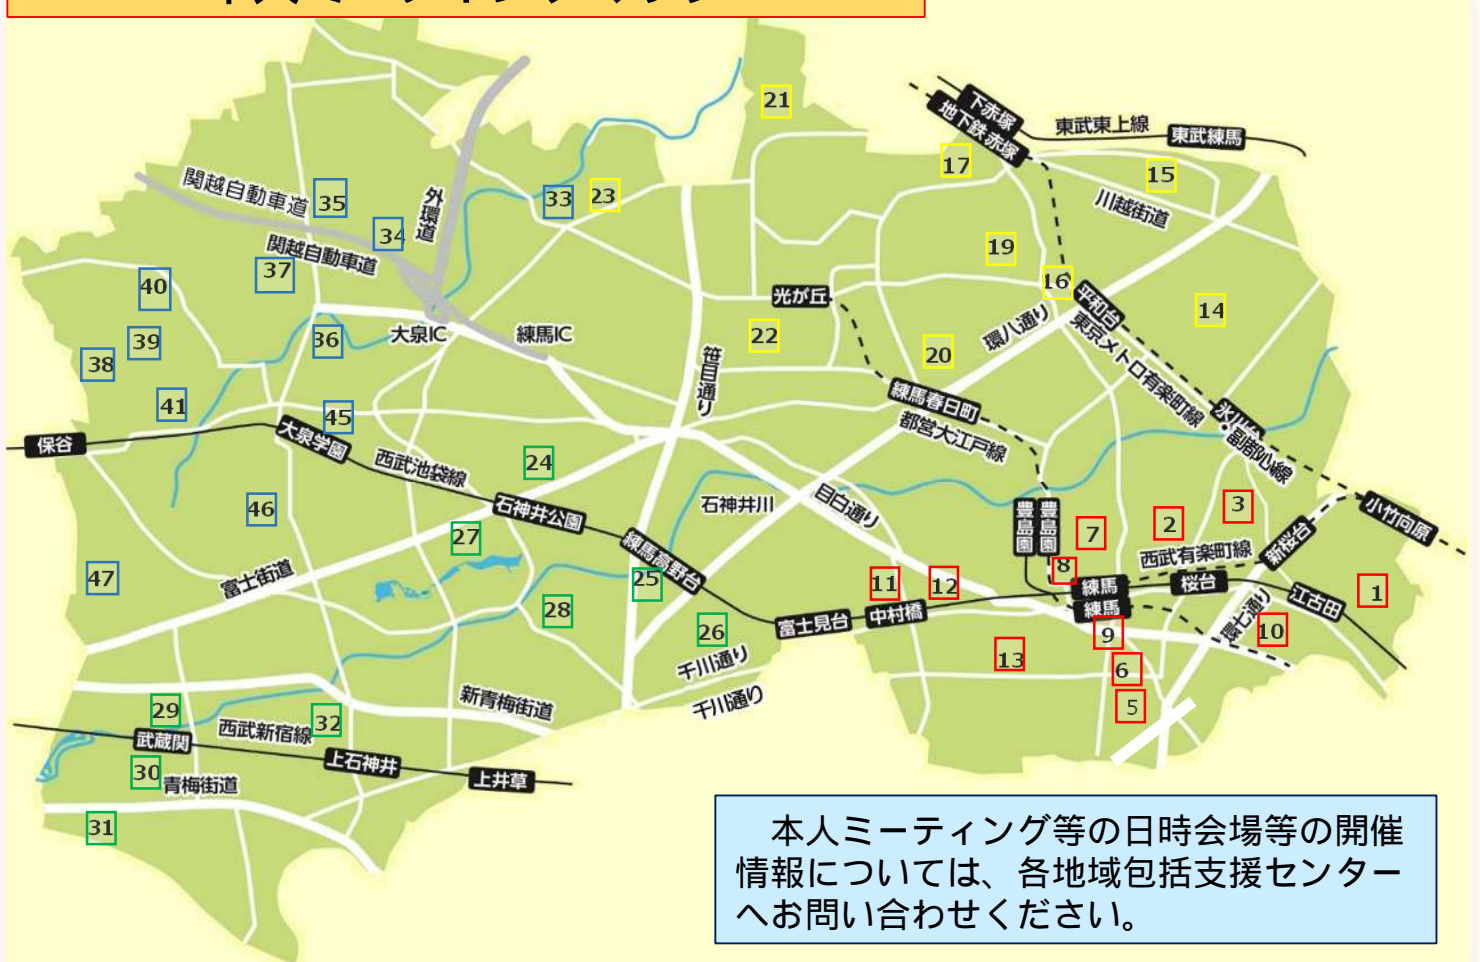 21
下赤塚
地下鉄赤塚
東武東上線
東武練馬
17
15
川越街道
関越自動車道
35
外環道
33
23
34
関越自動車道
37
19
40
16
平和台
光が丘
14
39
36
大泉IC
練馬IC
22
環八通り
東京メトロ有楽町線
20
38
笹目通り
41
練馬春日町
都営大江戸線
45
氷川台
副都心線
保谷
大泉学園
西武池袋線
24
石神井川
目白通り
46
石神井公園
豊島園
豊島園
7
2
3
小竹向原
27
練馬高野台
西武有楽町線
新桜台
47
富士街道
25
8
11
12
練馬
練馬
桜台
1
江古田
28
26
富士見台
中村橋
環七通り
9
10
千川通り
13
6
千川通り
5
29
新青梅街道
西武新宿線
32
武蔵関
30
青梅街道
上石神井
上井草
31
本人ミーティング等の日時会場等の開催
情報については、各地域包括支援センター
へお問い合わせください。